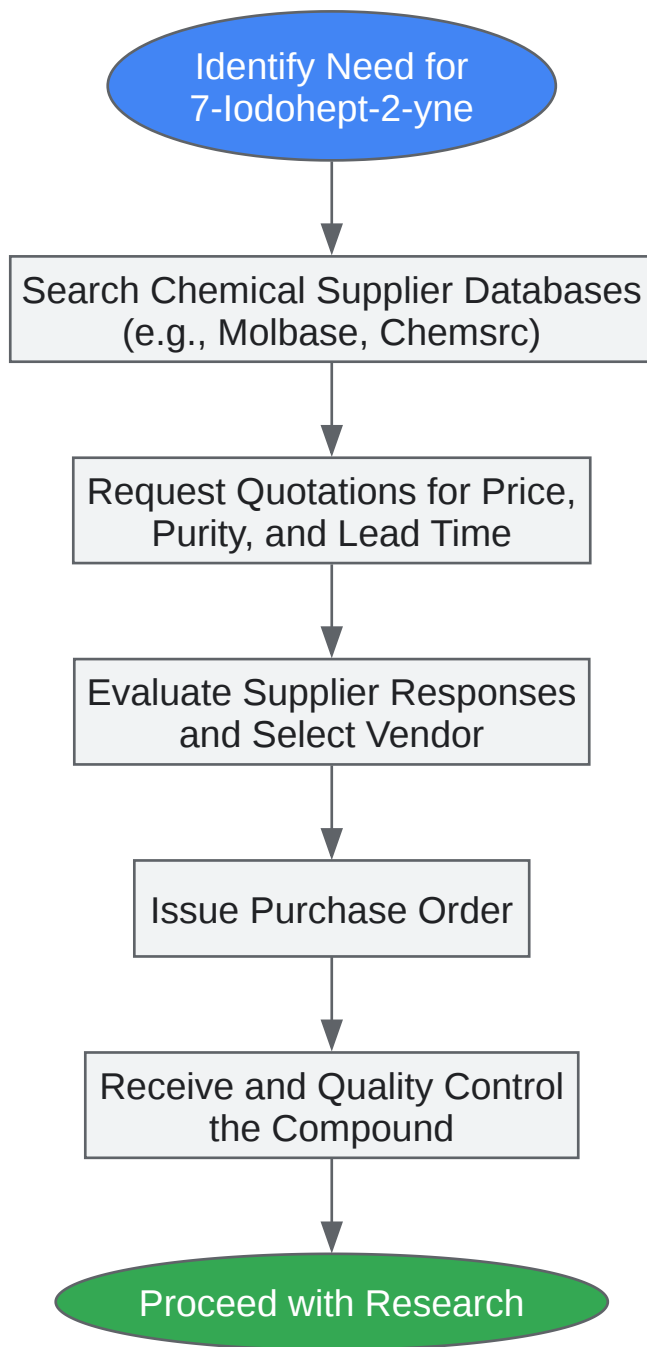 Identify Need for
7-Iodohept-2-yne
Search Chemical Supplier Databases
(e.g., Molbase, Chemsrc)
Request Quotations for Price,
Purity, and Lead Time
Evaluate Supplier Responses
and Select Vendor
Issue Purchase Order
Receive and Quality Control
the Compound
Proceed with Research